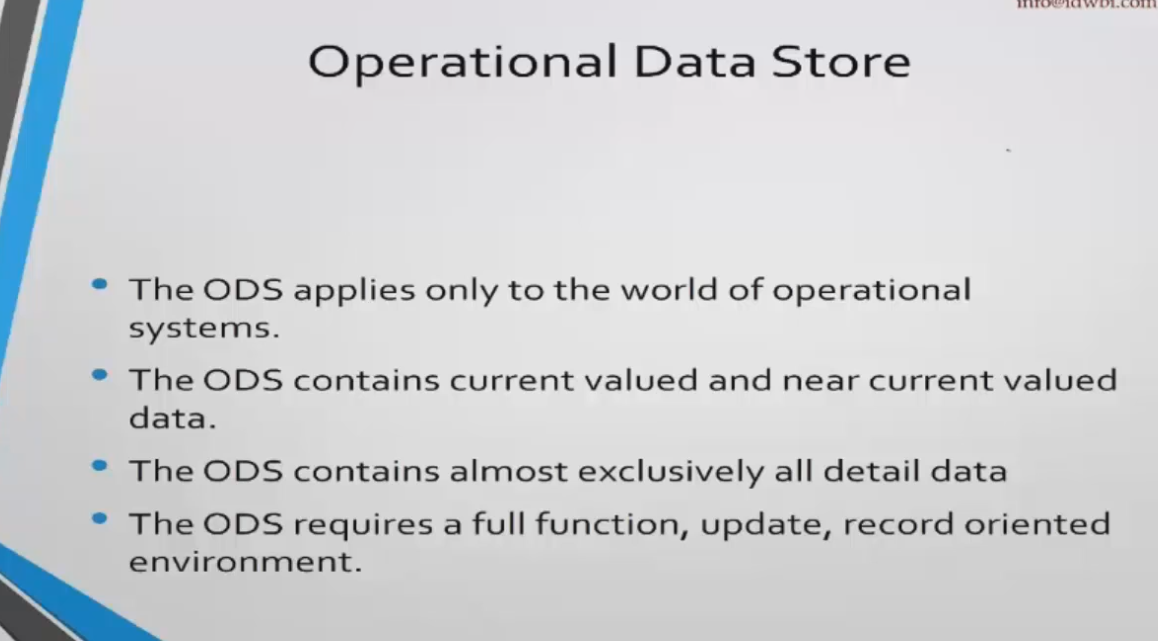 info@idwbi.com
Operational Data Store
• The ODS applies only to the world of operational
systems.
• The ODS contains current valued and near current valued
data.
• The ODS contains almost exclusively all detail data
• The ODS requires a full function, update, record oriented
environment.